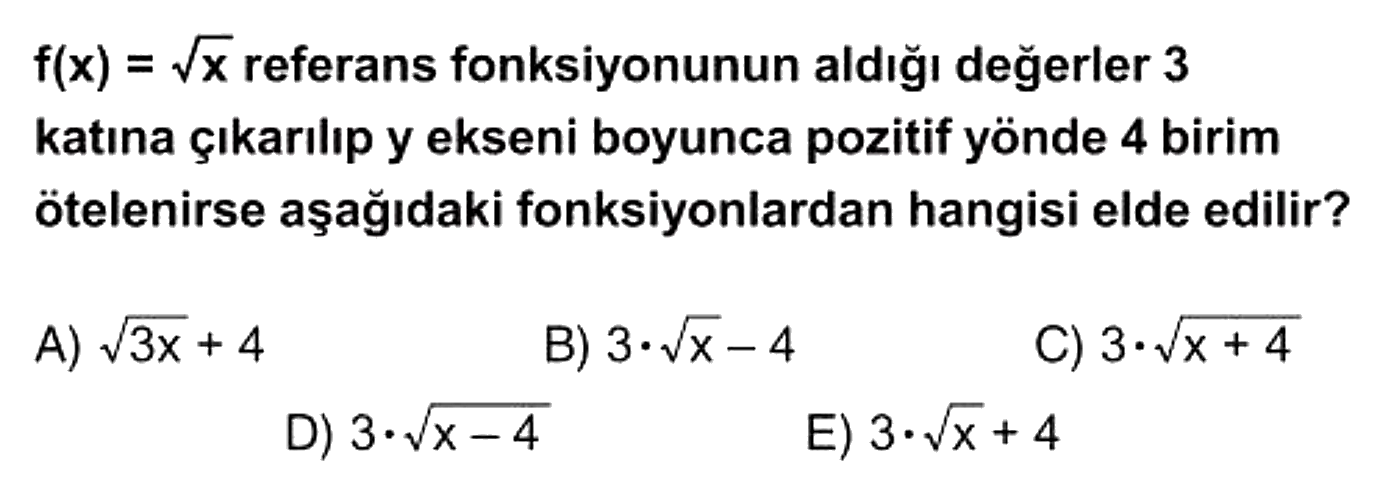 f(x) = √x referans fonksiyonunun aldığı değerler 3
katına çıkarılıp y ekseni boyunca pozitif yönde 4 birim
ötelenirse aşağıdaki fonksiyonlardan hangisi elde edilir?
A) √(3x) + 4 B) 3·√x – 4 C) 3·√(x + 4)
D) 3·√(x – 4) E) 3·√x + 4